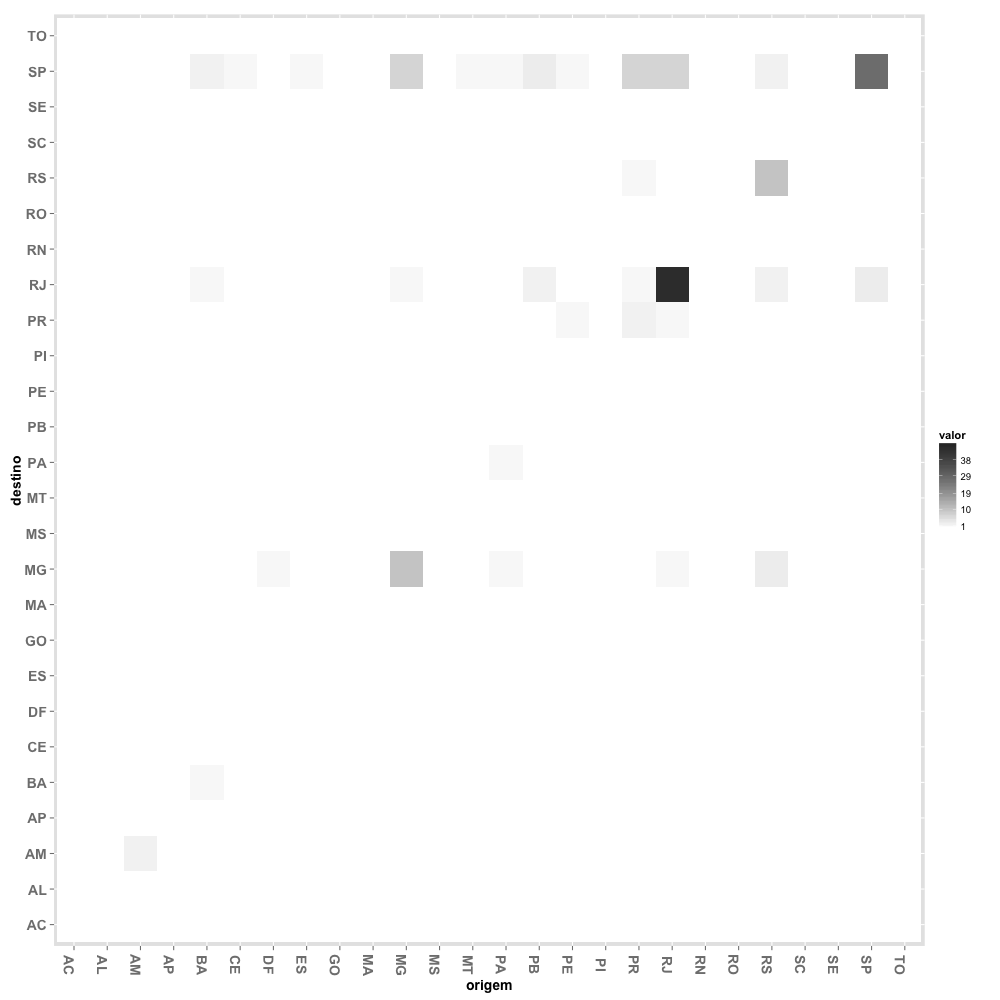 TO
SP
SE
SC
RS
RO
RN
RJ
PR
PI
PE
PB
PA
MT
MS
MG
MA
GO
ES
DF
CE
BA
AP
AM
AL
AC
destino
AC AL AM AP BA CE DF ES GO MA MG MS MT PA PB PE PI PR RJ RN RO RS SC SE SP TO
origem
valor
38
29
19
10
1